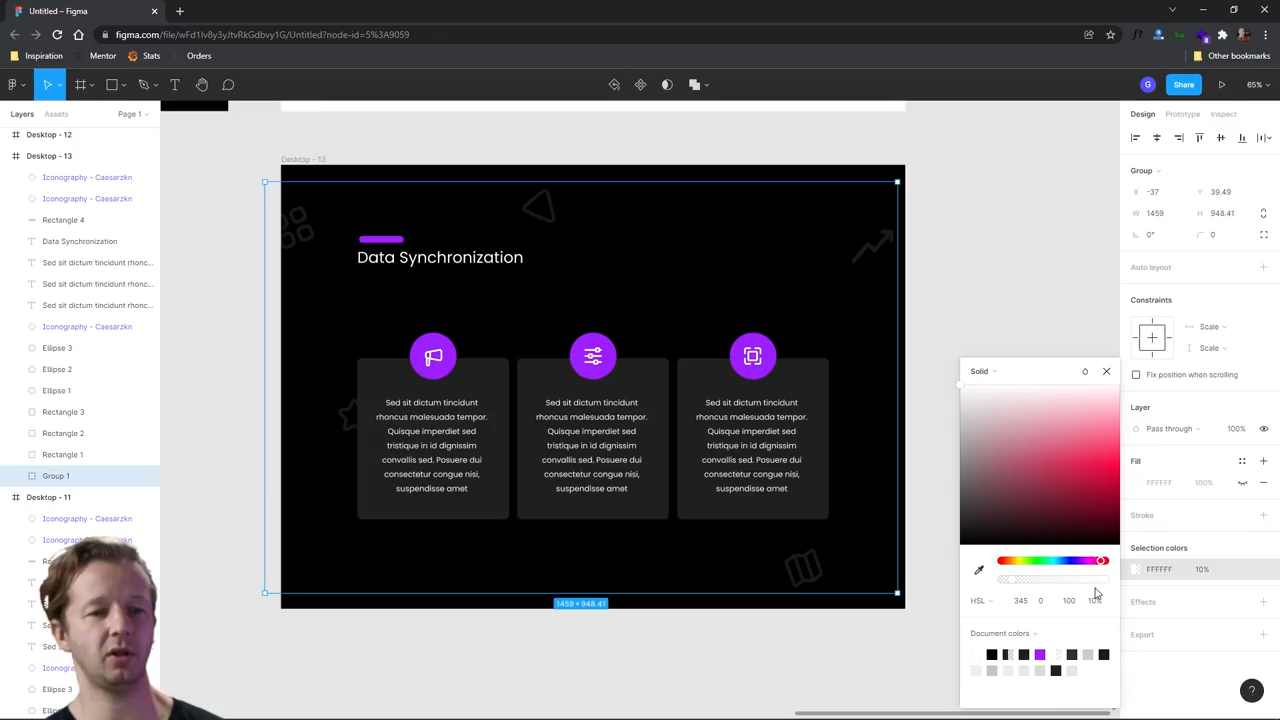 Untitled – Figma
figma.com/file/wFd1Iv8y3yJtvRkGdbvy1G/Untitled?node-id=5%3A9059
Inspiration
Mentor
Stats
Orders
Other bookmarks
G
Share
65%
Layers
Assets
Page 1
Desktop - 12
Desktop - 13
Iconography - Caesarzkn
Iconography - Caesarzkn
Rectangle 4
Data Synchronization
Sed sit dictum tincidunt rhonc...
Sed sit dictum tincidunt rhonc...
Sed sit dictum tincidunt rhonc...
Iconography - Caesarzkn
Ellipse 3
Ellipse 2
Ellipse 1
Rectangle 3
Rectangle 2
Rectangle 1
Group 1
Desktop - 11
Iconography - Caesarzkn
Ellipse 3
Desktop - 13
Data Synchronization
Sed sit dictum tincidunt
rhoncus malesuada tempor.
Quisque imperdiet sed
tristique in id dignissim
convallis sed. Posuere dui
consectetur congue nisi,
suspendisse amet
Sed sit dictum tincidunt
rhoncus malesuada tempor.
Quisque imperdiet sed
tristique in id dignissim
convallis sed. Posuere dui
consectetur congue nisi,
suspendisse amet
Sed sit dictum tincidunt
rhoncus malesuada tempor.
Quisque imperdiet sed
tristique in id dignissim
convallis sed. Posuere dui
consectetur congue nisi,
suspendisse amet
1459 × 948.41
Solid
HSL 345 0 100 10%
Document colors
Design
Prototype
Inspect
Group
X -37 Y 39.49
W 1459 H 948.41
0° 0
Auto layout
Constraints
Scale
Scale
Fix position when scrolling
Layer
Pass through 100%
Fill
FFFFFF 100%
Stroke
Selection colors
FFFFFF 10%
Effects
Export
?